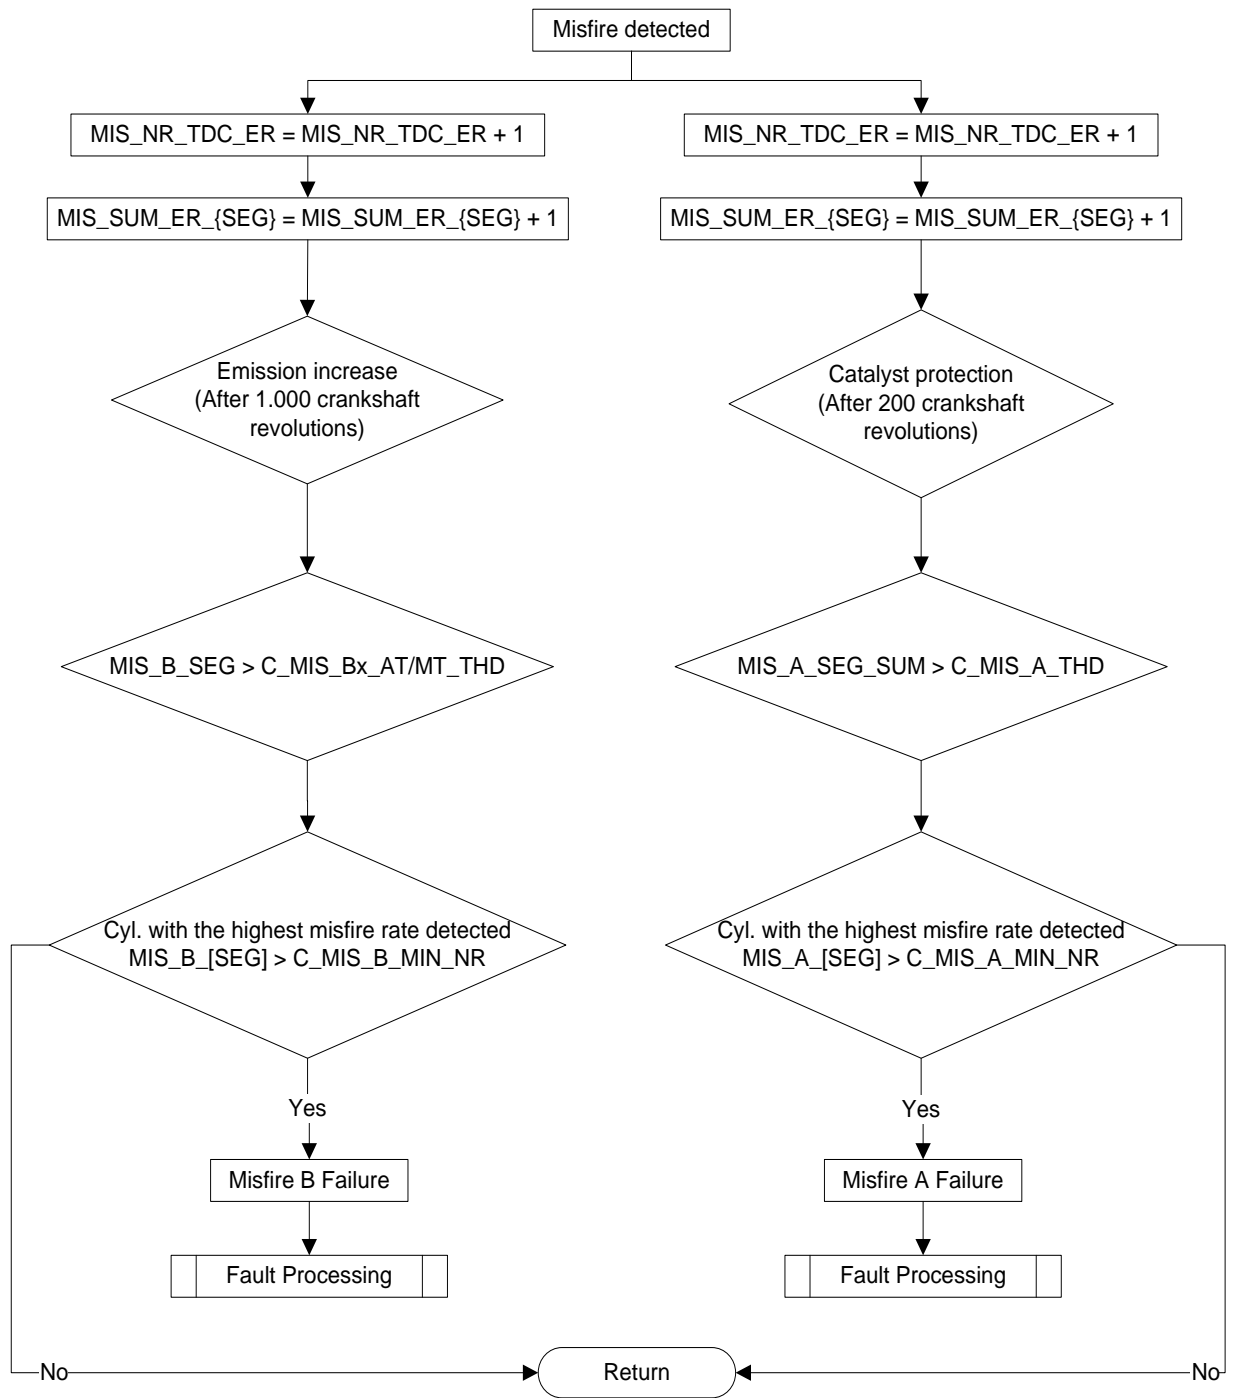 Misfire detected
MIS_NR_TDC_ER = MIS_NR_TDC_ER + 1
MIS_SUM_ER_{SEG} = MIS_SUM_ER_{SEG} + 1
Emission increase
(After 1.000 crankshaft
revolutions)
MIS_B_SEG > C_MIS_Bx_AT/MT_THD
Cyl. with the highest misfire rate detected
MIS_B_[SEG] > C_MIS_B_MIN_NR
Yes
Misfire B Failure
Fault Processing
No
MIS_NR_TDC_ER = MIS_NR_TDC_ER + 1
MIS_SUM_ER_{SEG} = MIS_SUM_ER_{SEG} + 1
Catalyst protection
(After 200 crankshaft
revolutions)
MIS_A_SEG_SUM > C_MIS_A_THD
Cyl. with the highest misfire rate detected
MIS_A_[SEG] > C_MIS_A_MIN_NR
Yes
Misfire A Failure
Fault Processing
No
Return